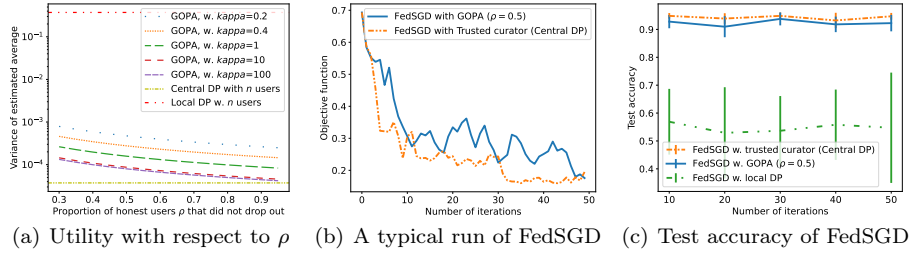 GOPA, w. kappa=0.2
GOPA, w. kappa=0.4
GOPA, w. kappa=1
GOPA, w. kappa=10
GOPA, w. kappa=100
Central DP with n users
Local DP w. n users
Variance of estimated average
10⁻¹
10⁻²
10⁻³
10⁻⁴
0.3 0.4 0.5 0.6 0.7 0.8 0.9
Proportion of honest users ρ that did not drop out
(a) Utility with respect to ρ
FedSGD with GOPA (ρ = 0.5)
FedSGD with Trusted curator (Central DP)
Objective function
0.7
0.6
0.5
0.4
0.3
0.2
0 10 20 30 40 50
Number of iterations
(b) A typical run of FedSGD
Test accuracy
0.9
0.8
0.7
0.6
0.5
0.4
FedSGD w. trusted curator (Central DP)
FedSGD w. GOPA (ρ = 0.5)
FedSGD w. local DP
10 20 30 40 50
Number of iterations
(c) Test accuracy of FedSGD